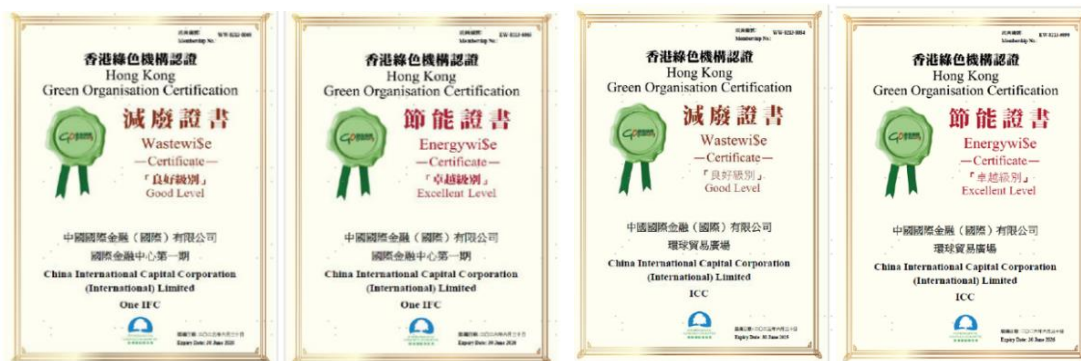 Membership No:
香港綠色機構認證
Hong Kong
Green Organisation Certification
減廢證書
Wastewi$e
—Certificate—
「良好級別」
Good Level
中國國際金融（國際）有限公司
國際金融中心第一期
China International Capital Corporation
(International) Limited
One IFC
Membership No:
香港綠色機構認證
Hong Kong
Green Organisation Certification
節能證書
Energywi$e
—Certificate—
「卓越級別」
Excellent Level
中國國際金融（國際）有限公司
國際金融中心第一期
China International Capital Corporation
(International) Limited
One IFC
Membership No:
香港綠色機構認證
Hong Kong
Green Organisation Certification
減廢證書
Wastewi$e
—Certificate—
「良好級別」
Good Level
中國國際金融（國際）有限公司
環球貿易廣場
China International Capital Corporation
(International) Limited
ICC
Membership No:
香港綠色機構認證
Hong Kong
Green Organisation Certification
節能證書
Energywi$e
—Certificate—
「卓越級別」
Excellent Level
中國國際金融（國際）有限公司
環球貿易廣場
China International Capital Corporation
(International) Limited
ICC